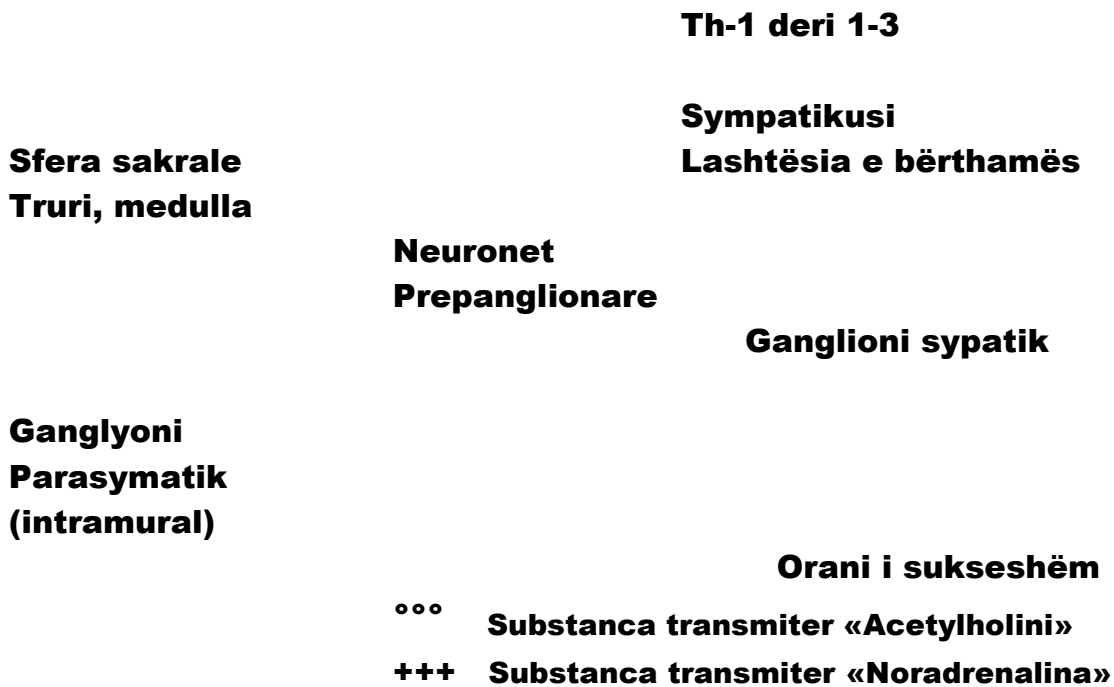 Th-1 deri 1-3
Sympatikusi
Sfera sakrale
Lashtësia e bërthamës
Truri, medulla
Neuronet
Prepanglionare
Ganglioni sypatik
Ganglyoni
Parasymatik
(intramural)
Orani i sukseshëm
°°° Substanca transmiter «Acetylholini»
+++ Substanca transmiter «Noradrenalina»